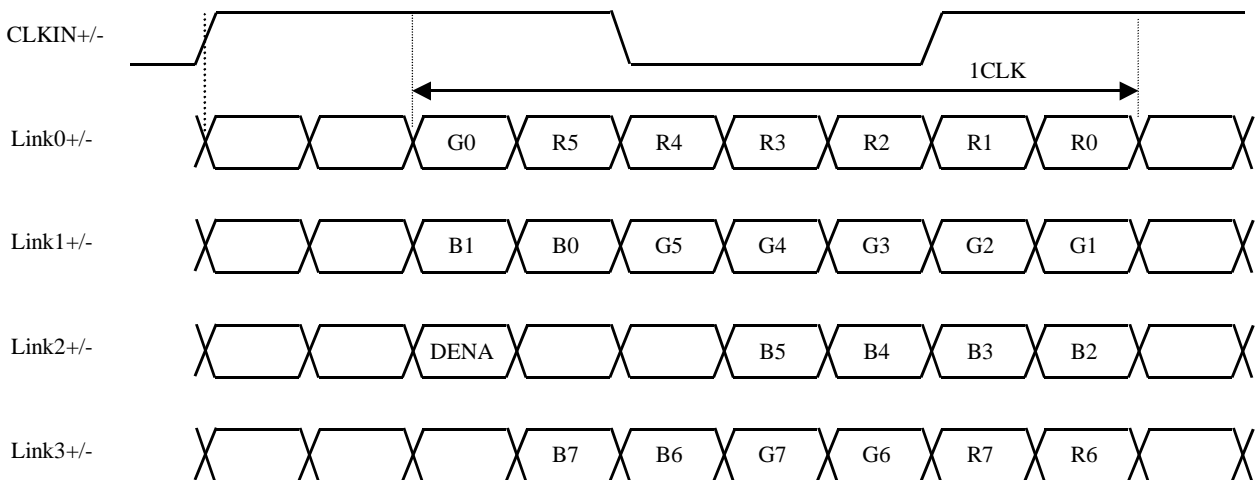 CLKIN+/-
1CLK
Link0+/- G0 R5 R4 R3 R2 R1 R0
Link1+/- B1 B0 G5 G4 G3 G2 G1
Link2+/- DENA B5 B4 B3 B2
Link3+/- B7 B6 G7 G6 R7 R6